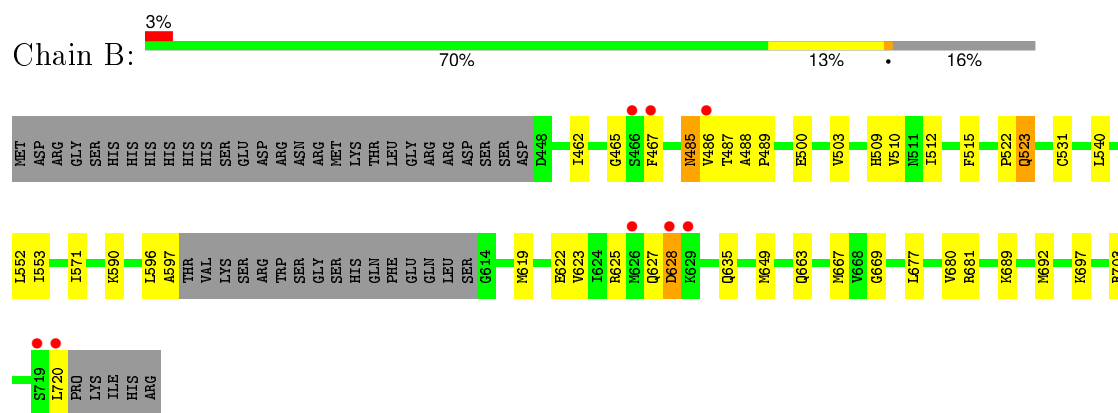 3%
Chain B:
70% 13% • 16%
MET ASP ARG GLY SER HIS HIS HIS HIS HIS HIS SER GLU ASP ARG ASN ARG MET LYS THR LEU GLY ARG ARG ASP SER SER ASP D448 I462 G465 S466 F467 N485 V486 T487 A488 P489 E500 V503 H509 V510 N511 I512 F515 P522 Q523 C531 L540
L552 I553 I571 K590 L596 A597 THR VAL LYS SER ARG TRP SER GLY SER HIS GLN PHE GLU GLN LEU SER G614 M619 E622 V623 I624 R625 M626 Q627 D628 K629 Q635 M649 Q663 M667 V668 G669 L677 V680 R681 K689 M692 K697
S719 L720 PRO LYS ILE HIS ARG